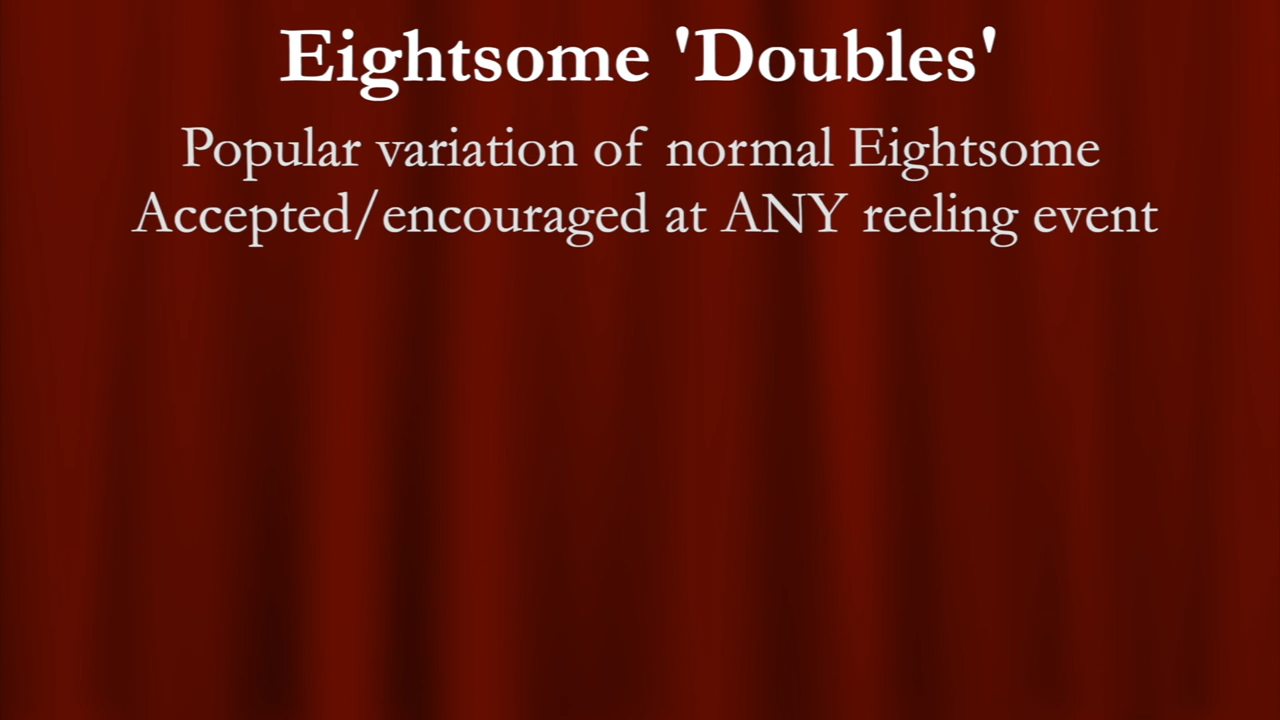 Eightsome 'Doubles'
Popular variation of normal Eightsome
Accepted/encouraged at ANY reeling event